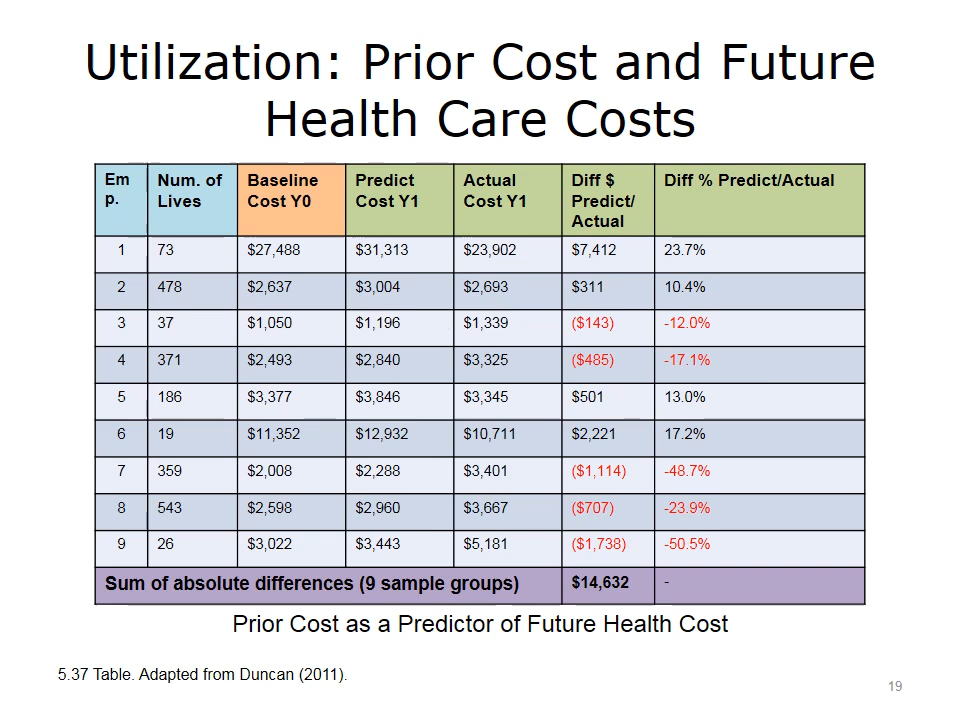 Utilization: Prior Cost and Future
Health Care Costs
Em p. Num. of Lives Baseline Cost Y0 Predict Cost Y1 Actual Cost Y1 Diff $ Predict/ Actual Diff % Predict/Actual
1 73 $27,488 $31,313 $23,902 $7,412 23.7%
2 478 $2,637 $3,004 $2,693 $311 10.4%
3 37 $1,050 $1,196 $1,339 ($143) -12.0%
4 371 $2,493 $2,840 $3,325 ($485) -17.1%
5 186 $3,377 $3,846 $3,345 $501 13.0%
6 19 $11,352 $12,932 $10,711 $2,221 17.2%
7 359 $2,008 $2,288 $3,401 ($1,114) -48.7%
8 543 $2,598 $2,960 $3,667 ($707) -23.9%
9 26 $3,022 $3,443 $5,181 ($1,738) -50.5%
Sum of absolute differences (9 sample groups) $14,632 -
Prior Cost as a Predictor of Future Health Cost
5.37 Table. Adapted from Duncan (2011).
19